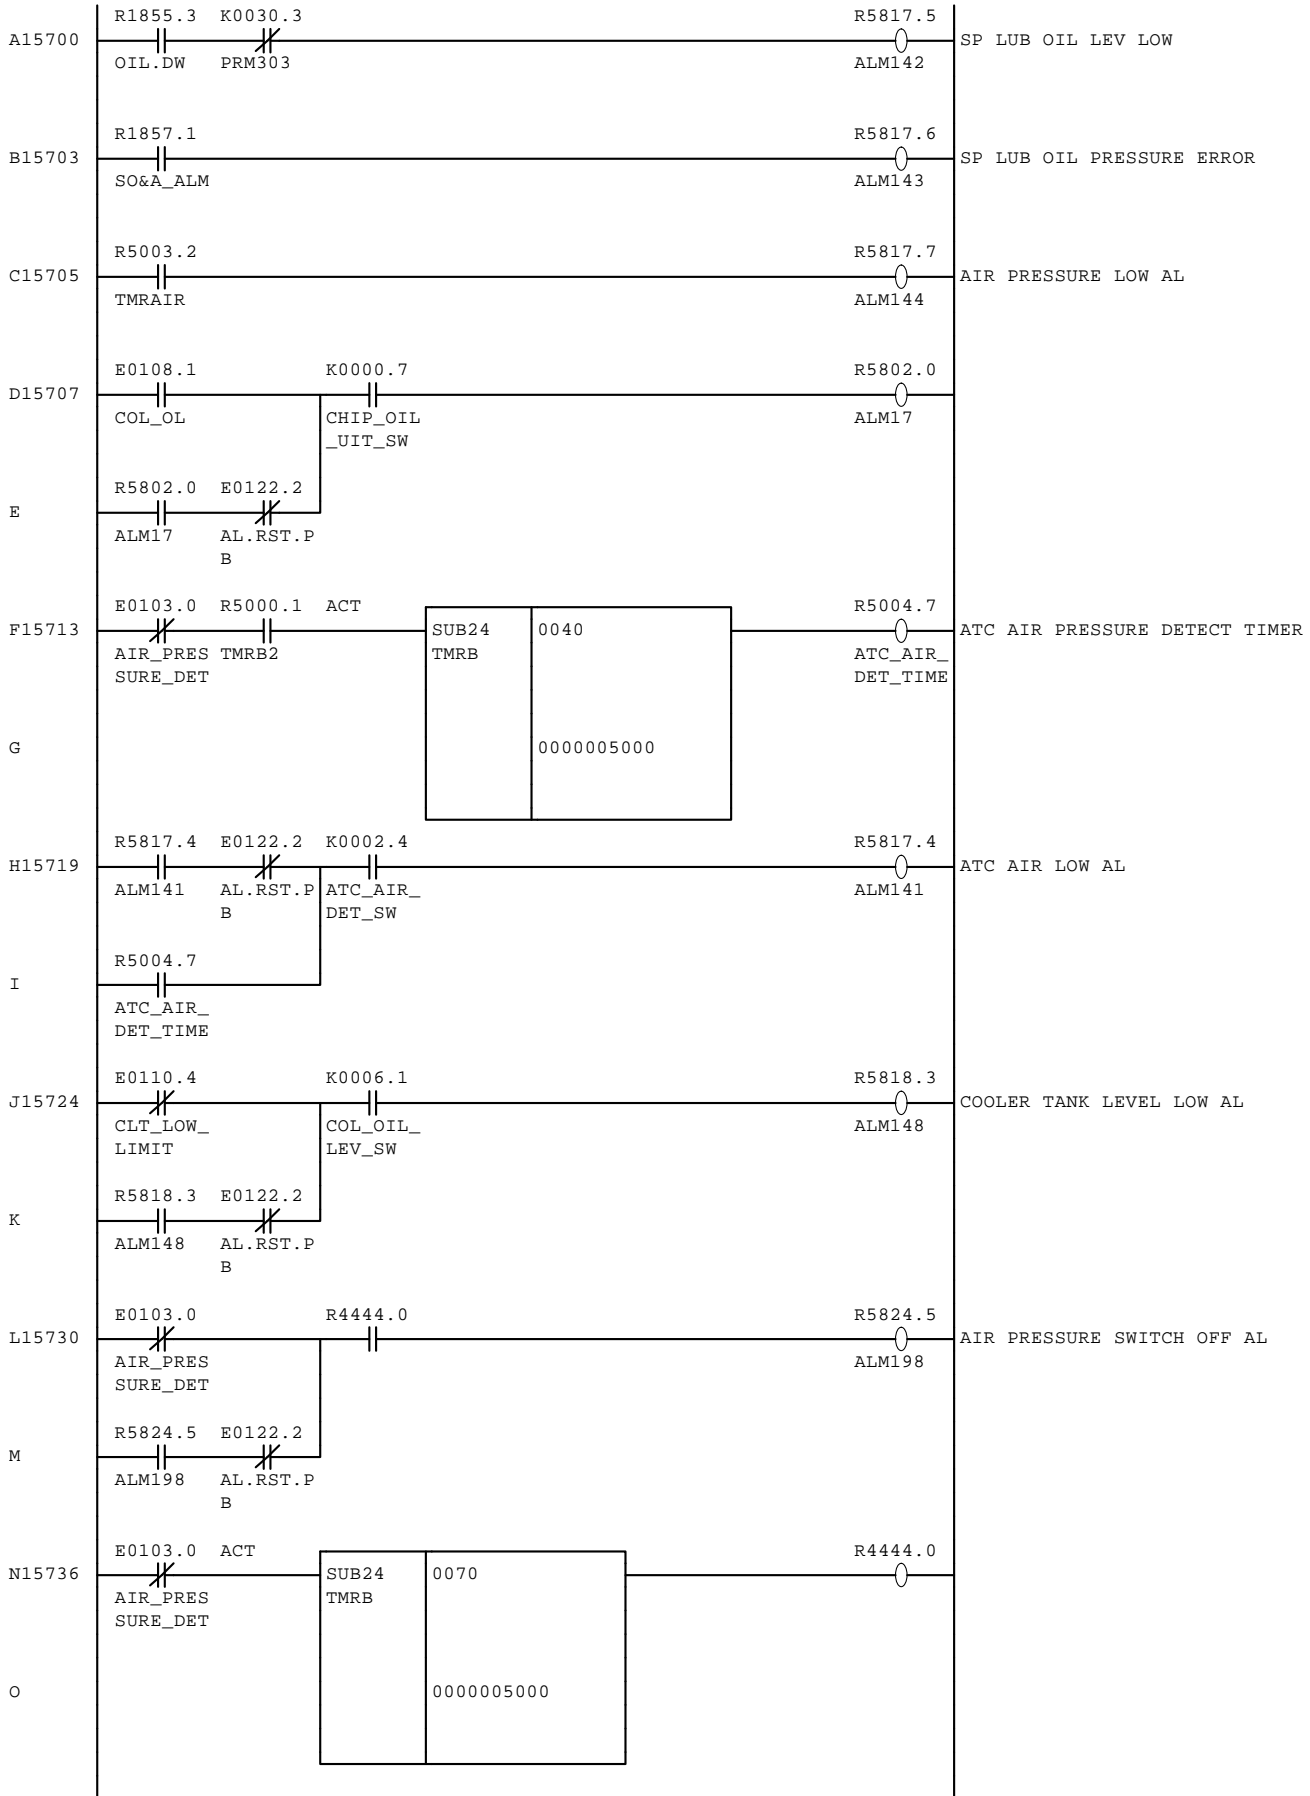 R1855.3 K0030.3 R5817.5
A15700 SP LUB OIL LEV LOW
OIL.DW PRM303 ALM142
R1857.1 R5817.6
B15703 SP LUB OIL PRESSURE ERROR
SO&A_ALM ALM143
R5003.2 R5817.7
C15705 AIR PRESSURE LOW AL
TMRAIR ALM144
E0108.1 K0000.7 R5802.0
D15707
COL_OL CHIP_OIL ALM17
_UIT_SW
R5802.0 E0122.2
E
ALM17 AL.RST.P
B
E0103.0 R5000.1 ACT R5004.7
F15713 SUB24 0040 ATC AIR PRESSURE DETECT TIMER
AIR_PRES TMRB2 TMRB ATC_AIR_
SURE_DET DET_TIME
G 0000005000
R5817.4 E0122.2 K0002.4 R5817.4
H15719 ATC AIR LOW AL
ALM141 AL.RST.P ATC_AIR_ ALM141
B DET_SW
R5004.7
I
ATC_AIR_
DET_TIME
E0110.4 K0006.1 R5818.3
J15724 COOLER TANK LEVEL LOW AL
CLT_LOW_ COL_OIL_ ALM148
LIMIT LEV_SW
R5818.3 E0122.2
K
ALM148 AL.RST.P
B
E0103.0 R4444.0 R5824.5
L15730 AIR PRESSURE SWITCH OFF AL
AIR_PRES ALM198
SURE_DET
R5824.5 E0122.2
M
ALM198 AL.RST.P
B
E0103.0 ACT R4444.0
N15736 SUB24 0070
AIR_PRES TMRB
SURE_DET
O 0000005000